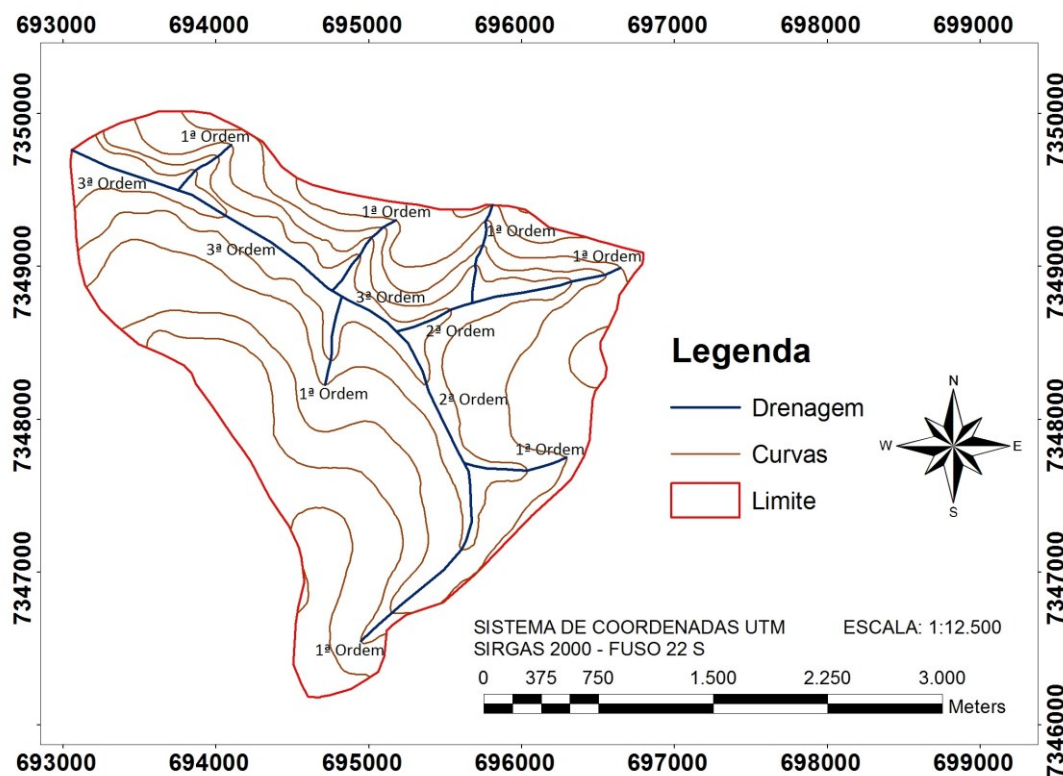 693000 694000 695000 696000 697000 698000 699000
7350000
7349000
7348000
7347000
7346000
7350000
7349000
7348000
7347000
7346000
1ª Ordem
3ª Ordem
1ª Ordem
1ª Ordem
3ª Ordem
1ª Ordem
3ª Ordem
2ª Ordem
1ª Ordem
2ª Ordem
1ª Ordem
1ª Ordem
Legenda
Drenagem
Curvas
Limite
N
W E
S
SISTEMA DE COORDENADAS UTM ESCALA: 1:12.500
SIRGAS 2000 - FUSO 22 S
0 375 750 1.500 2.250 3.000
Meters
693000 694000 695000 696000 697000 698000 699000